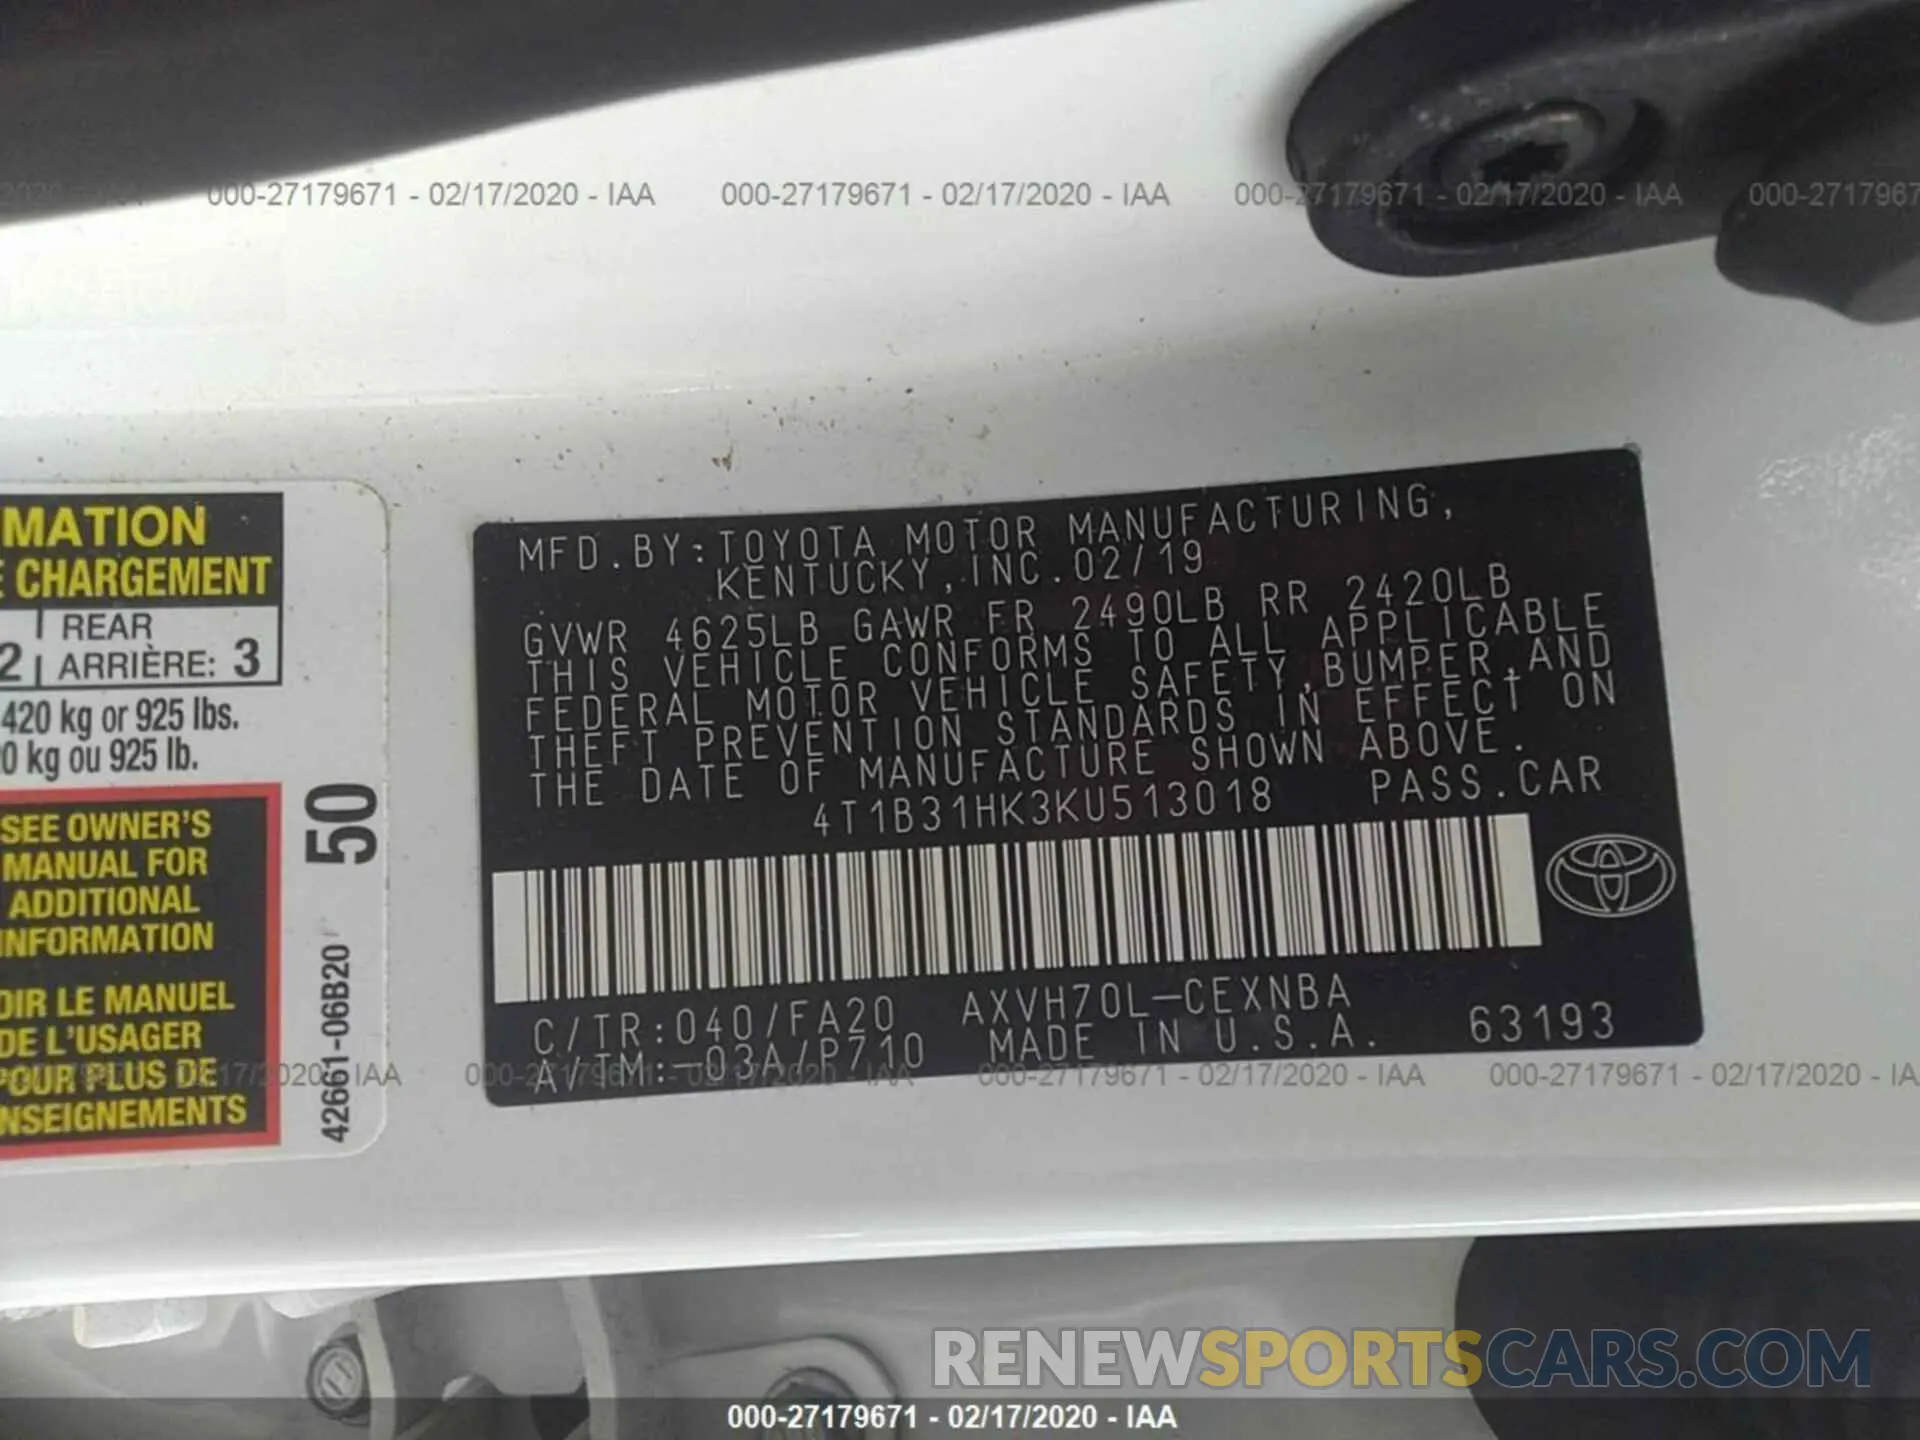 000-27179671 - 02/17/2020 - IAA 000-27179671 - 02/17/2020 - IAA 000-27179671 - 02/17/2020 - IAA
MATION
E CHARGEMENT
REAR
2 ARRIÈRE: 3
420 kg or 925 lbs.
0 kg ou 925 lb.
SEE OWNER'S
MANUAL FOR
ADDITIONAL
INFORMATION
OIR LE MANUEL
DE L'USAGER
POUR PLUS DE
NSEIGNEMENTS
50
42661-06B20
MFD.BY:TOYOTA MOTOR MANUFACTURING,
KENTUCKY,INC.02/19
GVWR 4625LB GAWR FR 2490LB RR 2420LB
THIS VEHICLE CONFORMS TO ALL APPLICABLE
FEDERAL MOTOR VEHICLE SAFETY,BUMPER,AND
THEFT PREVENTION STANDARDS IN EFFECT ON
THE DATE OF MANUFACTURE SHOWN ABOVE.
4T1B31HK3KU513018 PASS.CAR
C/TR:040/FA20 AXVH70L-CEXNBA
A/TM:-03A/P710 MADE IN U.S.A. 63193
000-27179671 - 02/17/2020 - IAA 000-27179671 - 02/17/2020 - IAA
RENEWSPORTSCARS.COM
000-27179671 - 02/17/2020 - IAA